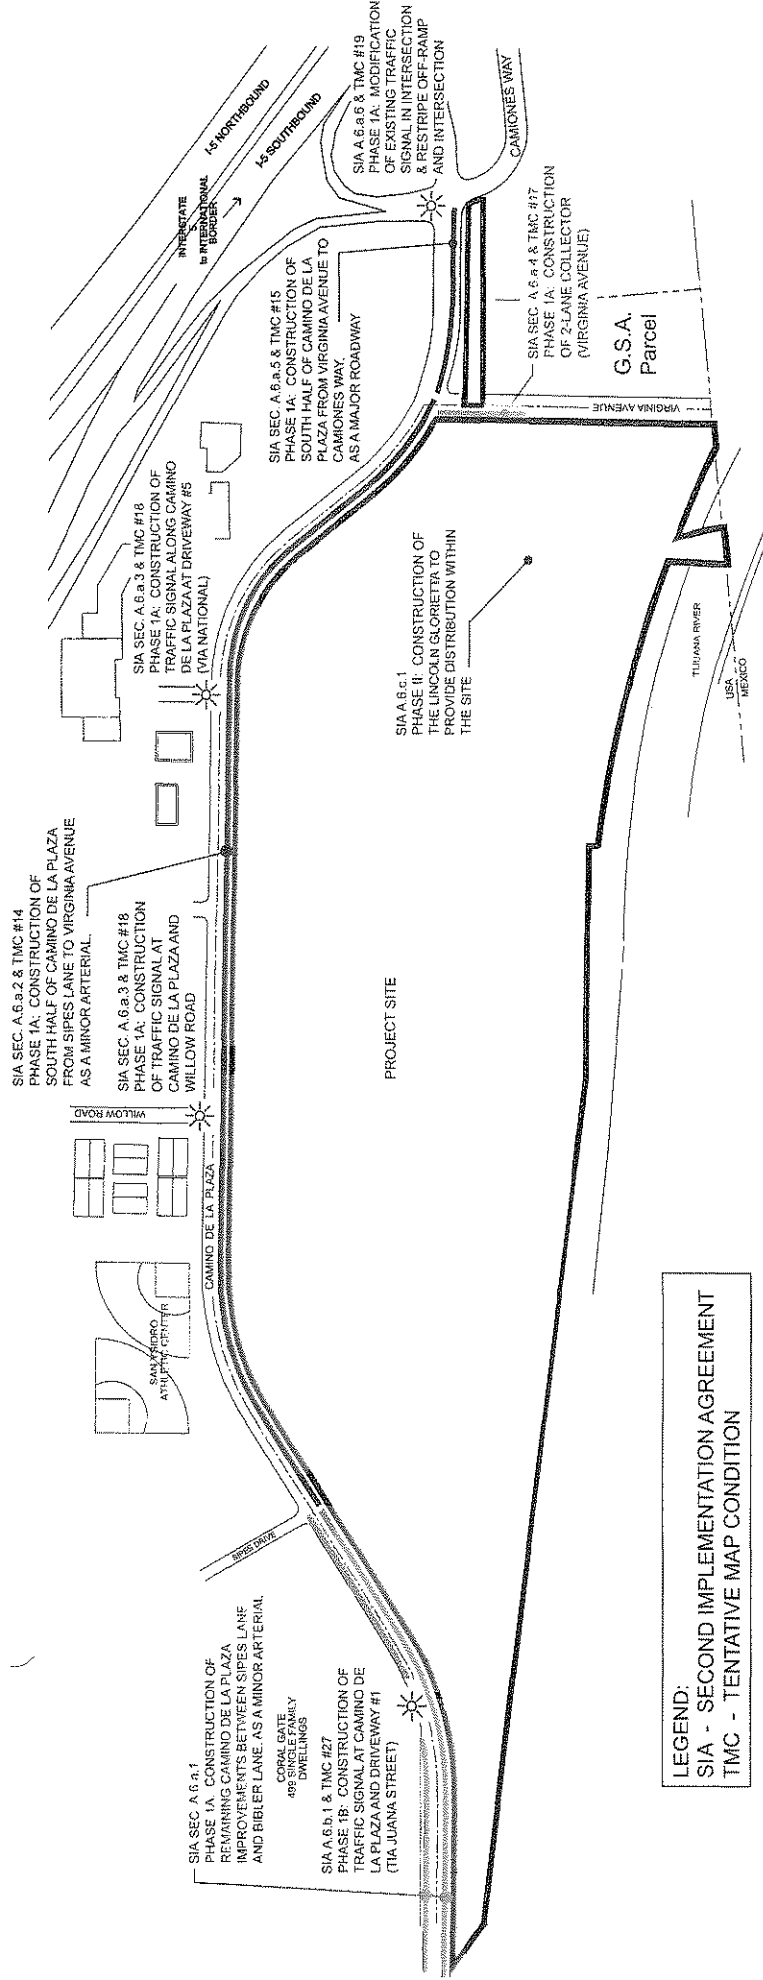 SIA SEC. A.6.a.1
PHASE 1A: CONSTRUCTION OF
REMAINING CAMINO DE LA PLAZA
IMPROVEMENTS BETWEEN SIPES LANE
AND BIBLER LANE, AS A MINOR ARTERIAL.
CORAL GATE
499 SINGLE FAMILY
DWELLINGS
SIA A.6.b.1 & TMC #27
PHASE 1B: CONSTRUCTION OF
TRAFFIC SIGNAL AT CAMINO DE
LA PLAZA AND DRIVEWAY #1
(TIA JUANA STREET)
SIPES DRIVE
SAN YSIDRO
ATHLETIC CENTER
CAMINO DE LA PLAZA
WILLOW ROAD
SIA SEC. A.6.a.2 & TMC #14
PHASE 1A: CONSTRUCTION OF
SOUTH HALF OF CAMINO DE LA PLAZA
FROM SIPES LANE TO VIRGINIA AVENUE
AS A MINOR ARTERIAL.
SIA SEC. A.6.a.3 & TMC #18
PHASE 1A: CONSTRUCTION
OF TRAFFIC SIGNAL AT
CAMINO DE LA PLAZA AND
WILLOW ROAD
SIA SEC. A.6.a.3 & TMC #18
PHASE 1A: CONSTRUCTION OF
TRAFFIC SIGNAL ALONG CAMINO
DE LA PLAZA AT DRIVEWAY #5
(VIA NATIONAL)
INTERSTATE
5
to INTERNATIONAL
BORDER
I-5 NORTHBOUND
I-5 SOUTHBOUND
SIA SEC. A.6.a.5 & TMC #15
PHASE 1A: CONSTRUCTION OF
SOUTH HALF OF CAMINO DE LA
PLAZA FROM VIRGINIA AVENUE TO
CAMIONES WAY.
AS A MAJOR ROADWAY
SIA A.6.a.6 & TMC #19
PHASE 1A: MODIFICATION
OF EXISTING TRAFFIC
SIGNAL IN INTERSECTION
& RESTRIPE OFF-RAMP
AND INTERSECTION
CAMIONES WAY
SIA SEC. A.6.a.4 & TMC #17
PHASE 1A: CONSTRUCTION
OF 2-LANE COLLECTOR
(VIRGINIA AVENUE)
G.S.A.
Parcel
VIRGINIA AVENUE
SIA A.6.c.1
PHASE II: CONSTRUCTION OF
THE LINCOLN GLORIETTA TO
PROVIDE DISTRIBUTION WITHIN
THE SITE
PROJECT SITE
TIJUANA RIVER
USA
MEXICO
LEGEND:
SIA - SECOND IMPLEMENTATION AGREEMENT
TMC - TENTATIVE MAP CONDITION